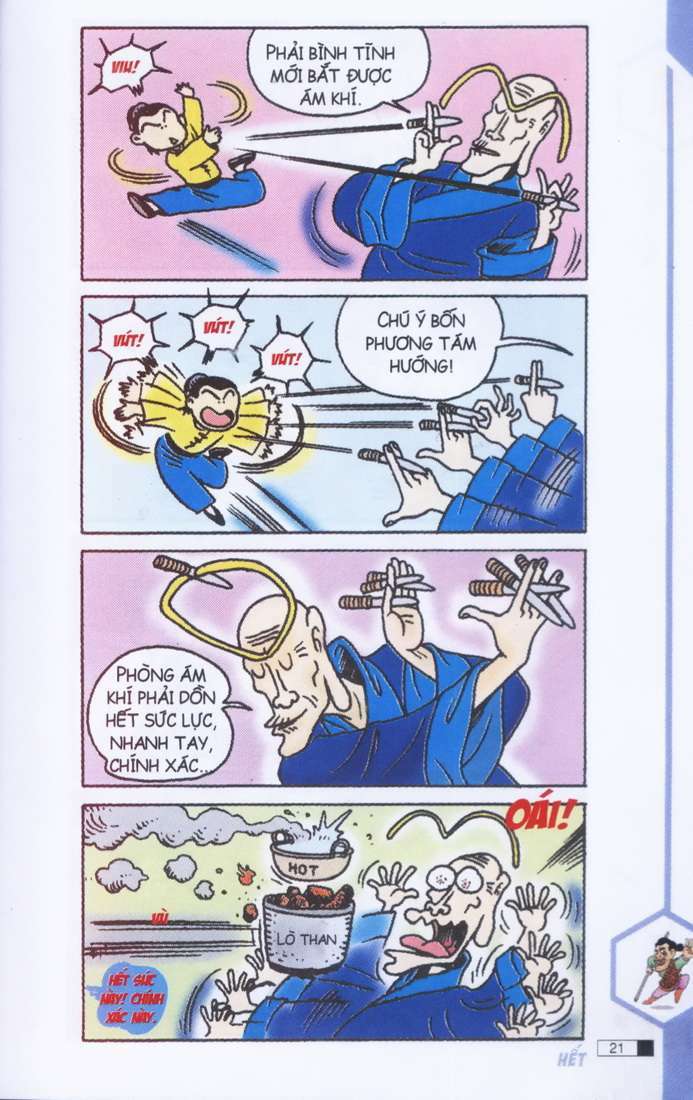 VIU!
PHẢI BÌNH TĨNH
MỚI BẮT ĐƯỢC
ÁM KHÍ.
VÚT!
VÚT!
VÚT!
CHÚ Ý BỐN
PHƯƠNG TÁM
HƯỚNG!
PHÒNG ÁM
KHÍ PHẢI DỒN
HẾT SỨC LỰC,
NHANH TAY,
CHÍNH XÁC...
OÁI!
HOT
VÙ
LÒ THAN
HẾT SỨC
NÀY! CHÍNH
XÁC NÀY.
21
HẾT